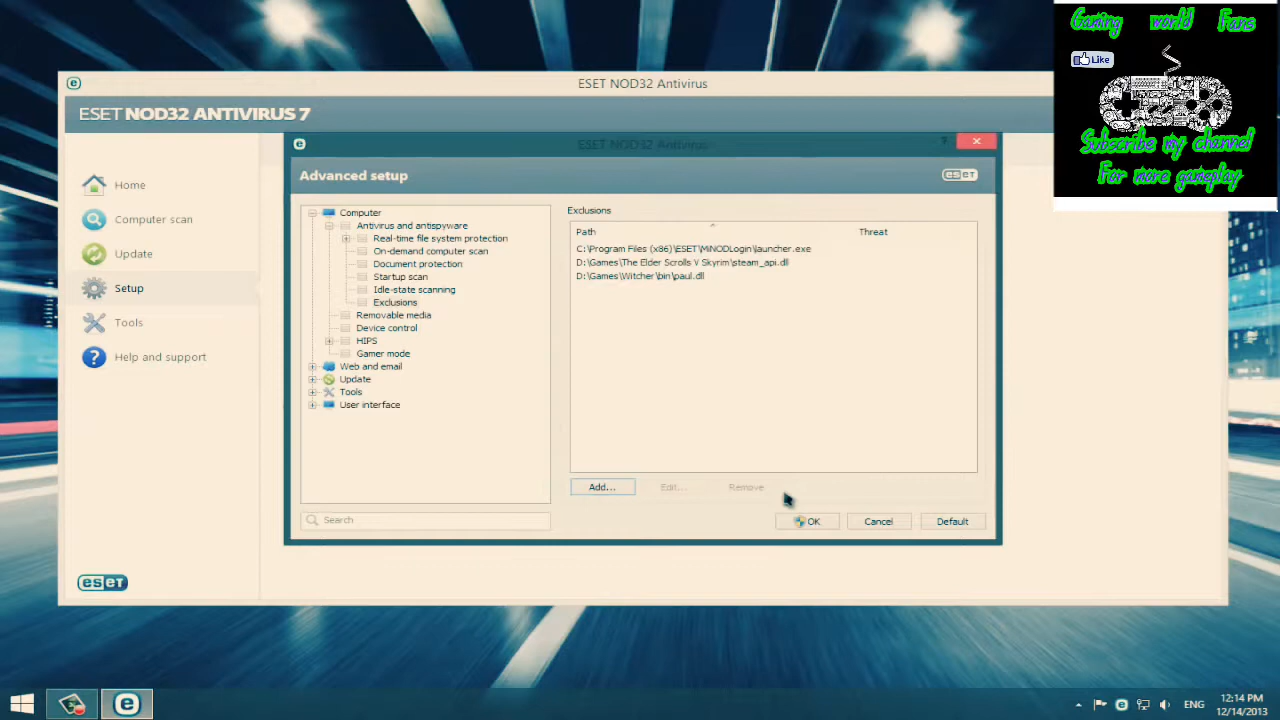 Gaming world Fans
Like
Subscribe my channel
For more gameplay
ESET NOD32 Antivirus
ESET NOD32 ANTIVIRUS 7
Home
Computer scan
Update
Setup
Tools
Help and support
eset
ESET NOD32 Antivirus
?
Advanced setup
eset
Computer
Antivirus and antispyware
Real-time file system protection
On-demand computer scan
Document protection
Startup scan
Idle-state scanning
Exclusions
Removable media
Device control
HIPS
Gamer mode
Web and email
Update
Tools
User interface
Search
Exclusions
Path Threat
C:\Program Files (x86)\ESET\MiNODLogin\launcher.exe
D:\Games\The Elder Scrolls V Skyrim\steam_api.dll
D:\Games\Witcher\bin\paul.dll
Add... Edit... Remove
OK Cancel Default
ENG
12:14 PM
12/14/2013